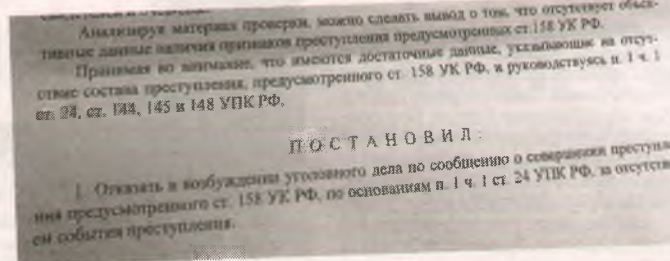 Анализируя материал проверки, можно сделать вывод о том, что отсутствует объек-
тивные данные наличия признаков преступления предусмотренных ст.158 УК РФ.
Принимая во внимание, что имеются достаточные данные, указывающие на отсут-
ствие состава преступления, предусмотренного ст. 158 УК РФ, и руководствуясь п. 1 ч. 1
ст. 24, ст. 144, 145 и 148 УПК РФ,
ПОСТАНОВИЛ:
1. Отказать в возбуждении уголовного дела по сообщению о совершении преступле
ния предусмотренного ст. 158 УК РФ, по основаниям п. 1 ч. 1 ст. 24 УПК РФ, за отсутстви
ем события преступления.